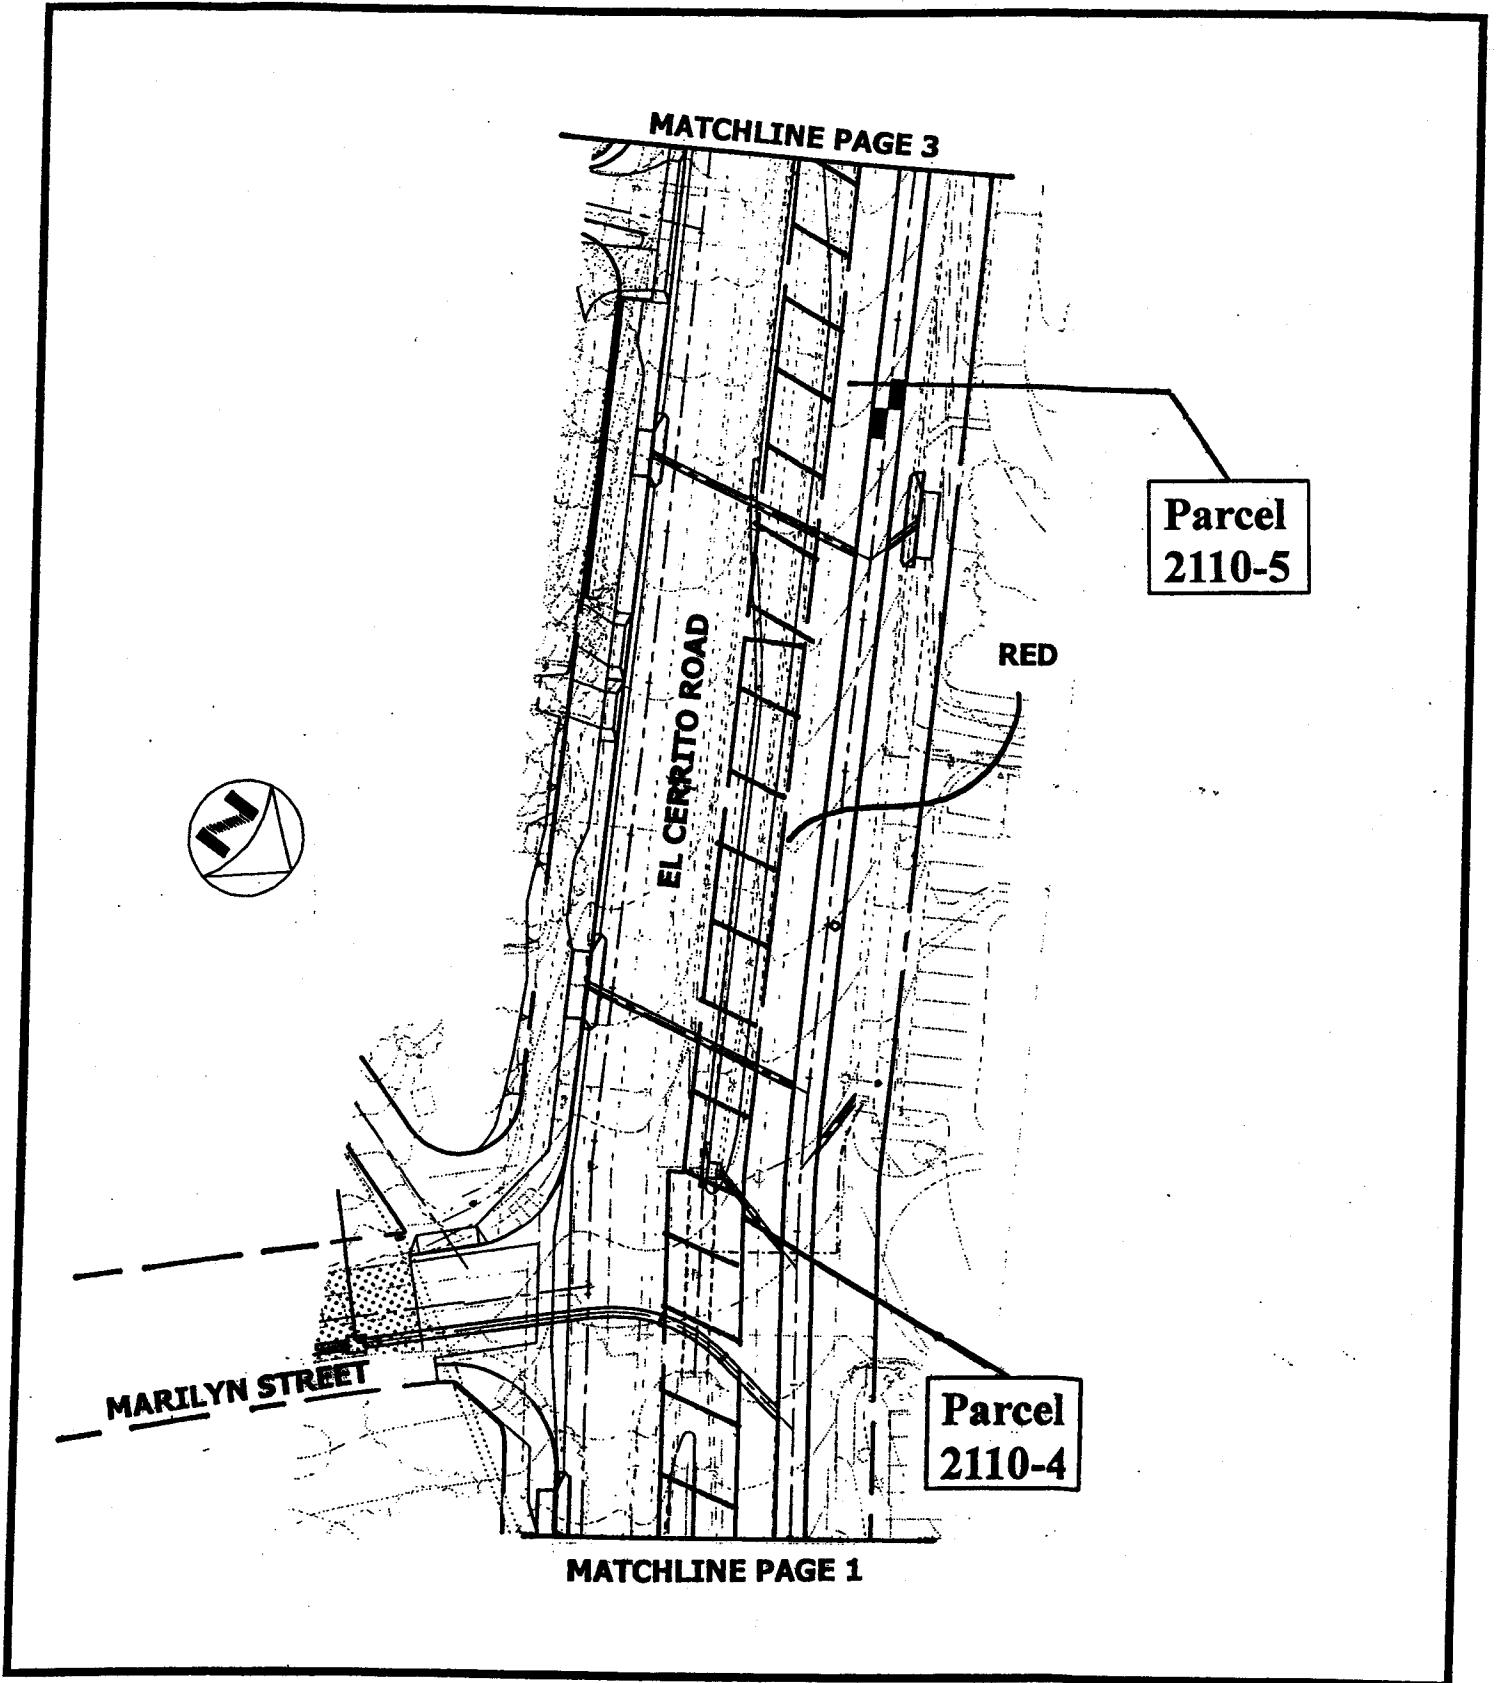 MATCHLINE PAGE 3
Parcel
2110-5
RED
EL CERRITO ROAD
N
MARILYN STREET
Parcel
2110-4
MATCHLINE PAGE 1